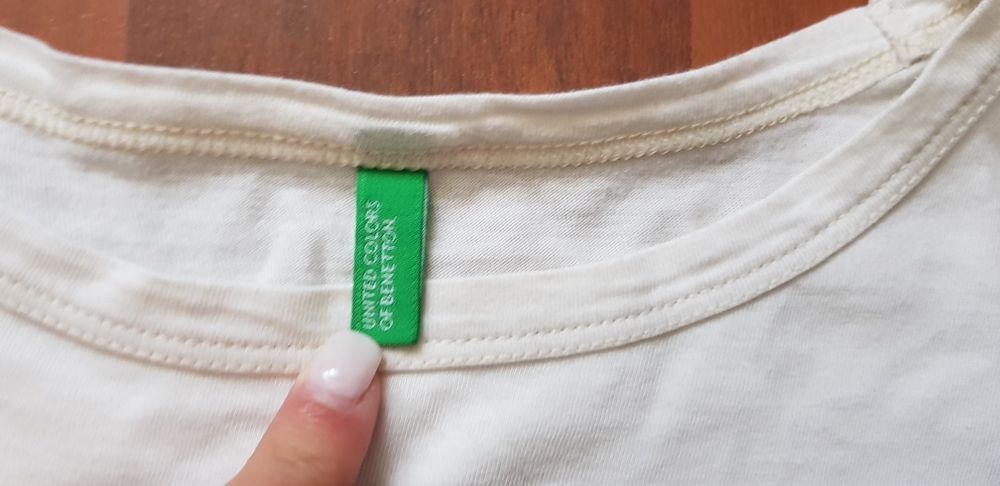 UNITED COLORS
OF BENETTON